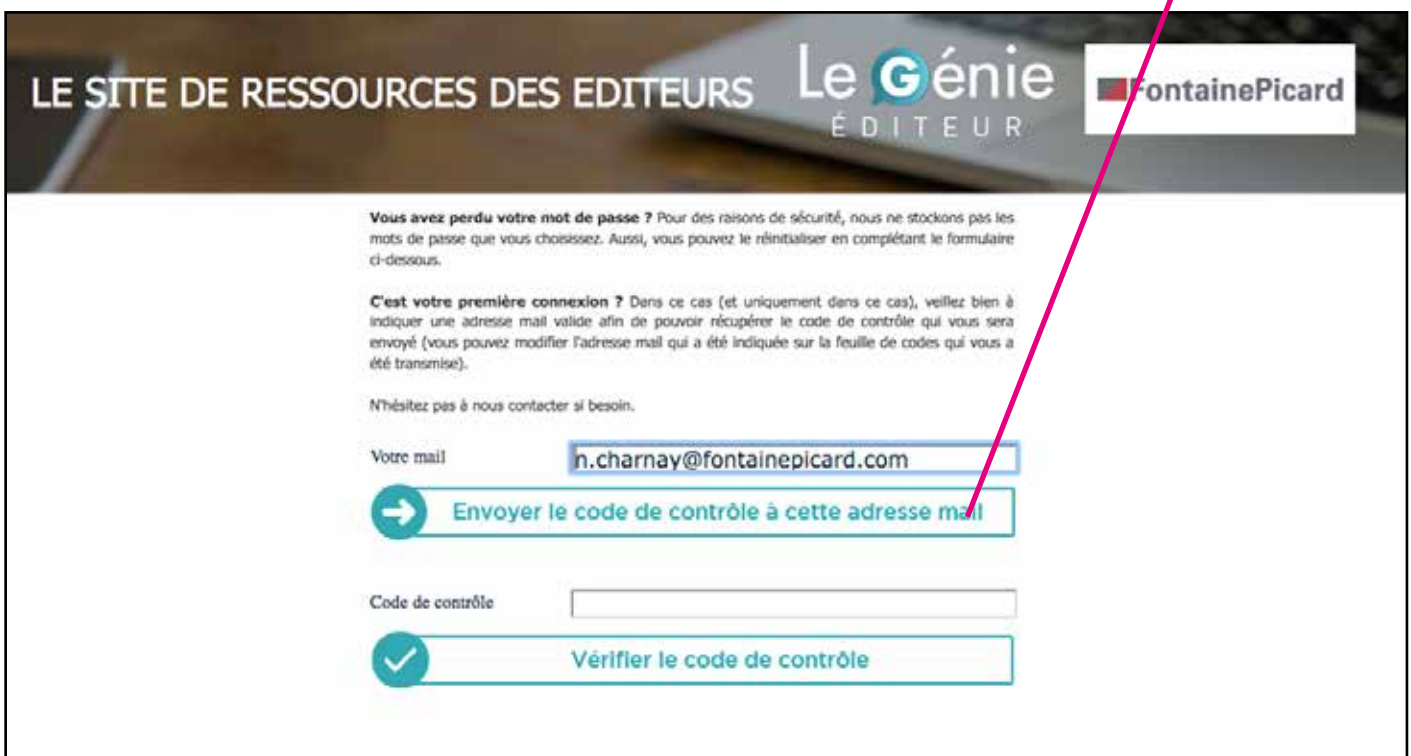 LE SITE DE RESSOURCES DES EDITEURS
Le Génie
ÉDITEUR
FontainePicard
Vous avez perdu votre mot de passe ? Pour des raisons de sécurité, nous ne stockons pas les
mots de passe que vous choisissez. Aussi, vous pouvez le réinitialiser en complétant le formulaire
ci-dessous.
C'est votre première connexion ? Dans ce cas (et uniquement dans ce cas), veillez bien à
indiquer une adresse mail valide afin de pouvoir récupérer le code de contrôle qui vous sera
envoyé (vous pouvez modifier l'adresse mail qui a été indiquée sur la feuille de codes qui vous a
été transmise).
N'hésitez pas à nous contacter si besoin.
Votre mail
n.charnay@fontainepicard.com
Envoyer le code de contrôle à cette adresse mail
Code de contrôle
Vérifier le code de contrôle